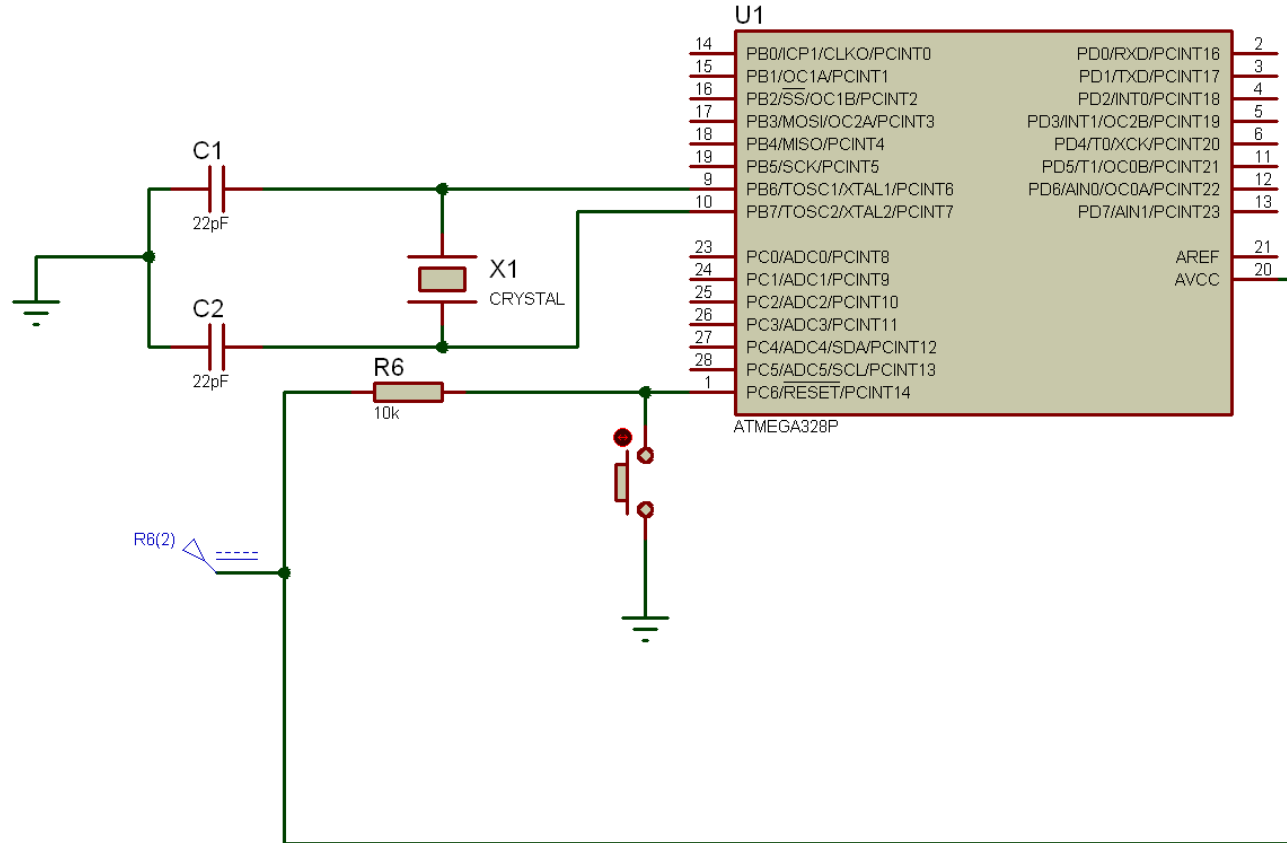 U1
14 PB0/ICP1/CLKO/PCINT0 PD0/RXD/PCINT16 2
15 PB1/OC1A/PCINT1 PD1/TXD/PCINT17 3
16 PB2/SS/OC1B/PCINT2 PD2/INT0/PCINT18 4
17 PB3/MOSI/OC2A/PCINT3 PD3/INT1/OC2B/PCINT19 5
18 PB4/MISO/PCINT4 PD4/T0/XCK/PCINT20 6
19 PB5/SCK/PCINT5 PD5/T1/OC0B/PCINT21 11
9 PB6/TOSC1/XTAL1/PCINT6 PD6/AIN0/OC0A/PCINT22 12
10 PB7/TOSC2/XTAL2/PCINT7 PD7/AIN1/PCINT23 13
23 PC0/ADC0/PCINT8 AREF 21
24 PC1/ADC1/PCINT9 AVCC 20
25 PC2/ADC2/PCINT10
26 PC3/ADC3/PCINT11
27 PC4/ADC4/SDA/PCINT12
28 PC5/ADC5/SCL/PCINT13
1 PC6/RESET/PCINT14
ATMEGA328P
C1
22pF
X1
CRYSTAL
C2
22pF
R6
10k
R6(2)